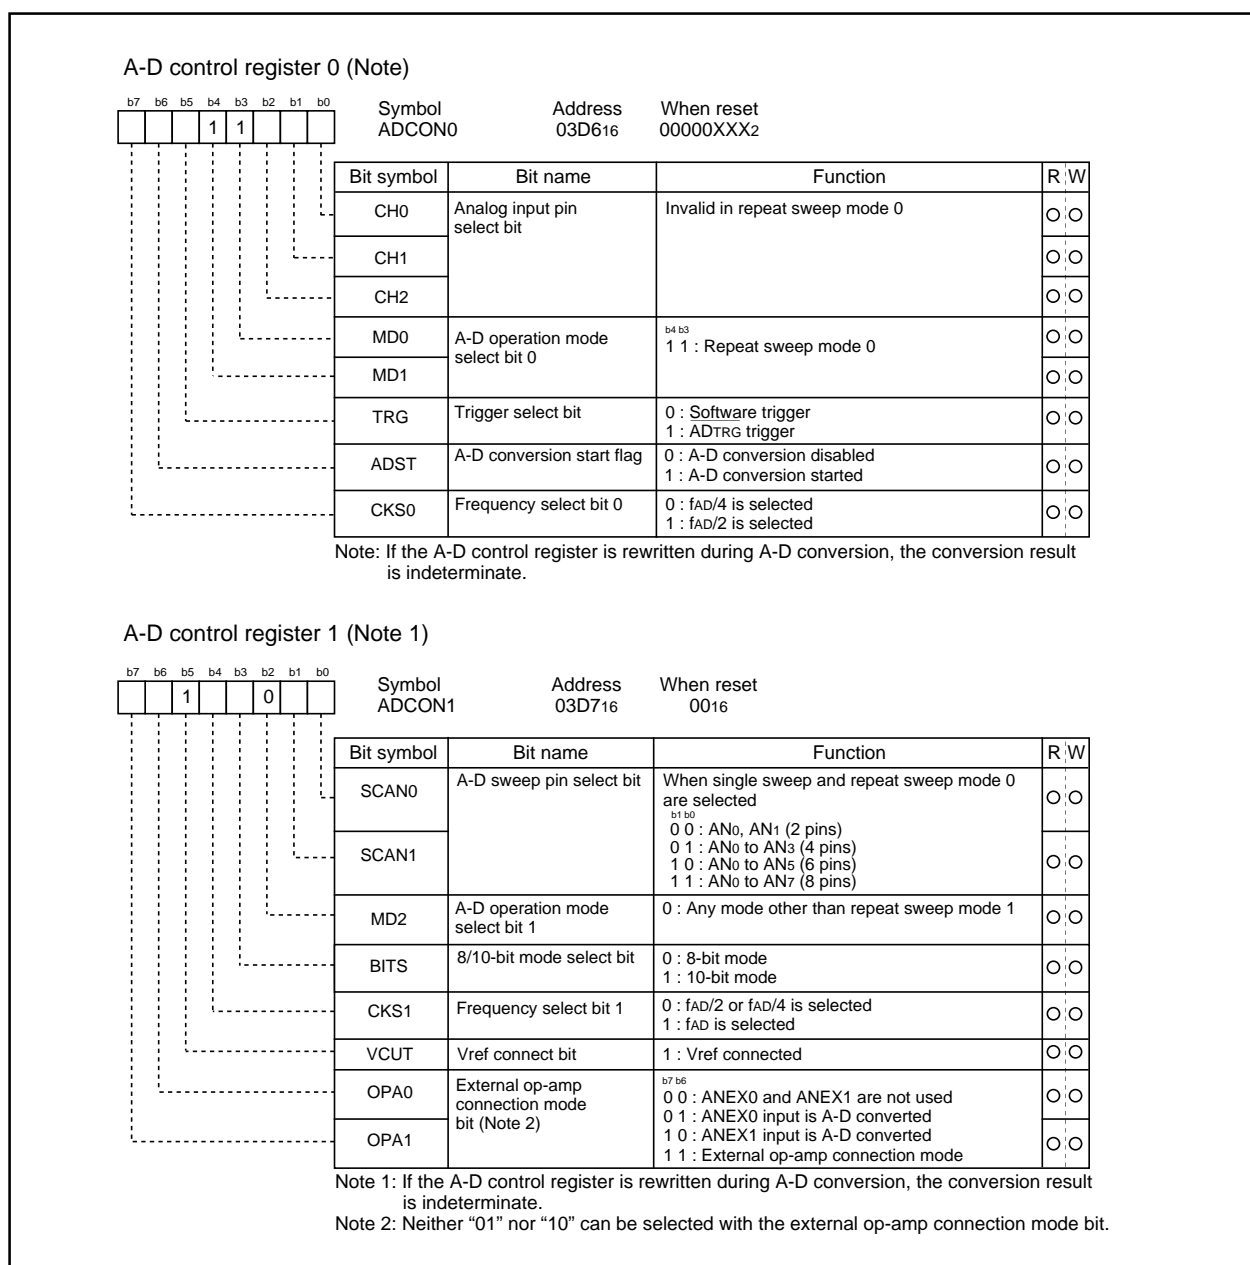 A-D control register 0 (Note)
b7 b6 b5 b4 b3 b2 b1 b0
1 1
Symbol Address When reset
ADCON0 03D616 00000XXX2
Bit symbol Bit name Function R W
CH0 Analog input pin select bit Invalid in repeat sweep mode 0
CH1
CH2
MD0 A-D operation mode select bit 0 b4 b3
1 1 : Repeat sweep mode 0
MD1
TRG Trigger select bit 0 : Software trigger
1 : ADTRG trigger
ADST A-D conversion start flag 0 : A-D conversion disabled
1 : A-D conversion started
CKS0 Frequency select bit 0 0 : fAD/4 is selected
1 : fAD/2 is selected
Note: If the A-D control register is rewritten during A-D conversion, the conversion result
is indeterminate.
A-D control register 1 (Note 1)
b7 b6 b5 b4 b3 b2 b1 b0
1 0
Symbol Address When reset
ADCON1 03D716 0016
Bit symbol Bit name Function R W
SCAN0 A-D sweep pin select bit When single sweep and repeat sweep mode 0
are selected
b1 b0
0 0 : AN0, AN1 (2 pins)
SCAN1 0 1 : AN0 to AN3 (4 pins)
1 0 : AN0 to AN5 (6 pins)
1 1 : AN0 to AN7 (8 pins)
MD2 A-D operation mode select bit 1 0 : Any mode other than repeat sweep mode 1
BITS 8/10-bit mode select bit 0 : 8-bit mode
1 : 10-bit mode
CKS1 Frequency select bit 1 0 : fAD/2 or fAD/4 is selected
1 : fAD is selected
VCUT Vref connect bit 1 : Vref connected
OPA0 External op-amp connection mode bit (Note 2) b7 b6
0 0 : ANEX0 and ANEX1 are not used
0 1 : ANEX0 input is A-D converted
OPA1 1 0 : ANEX1 input is A-D converted
1 1 : External op-amp connection mode
Note 1: If the A-D control register is rewritten during A-D conversion, the conversion result
is indeterminate.
Note 2: Neither “01” nor “10” can be selected with the external op-amp connection mode bit.